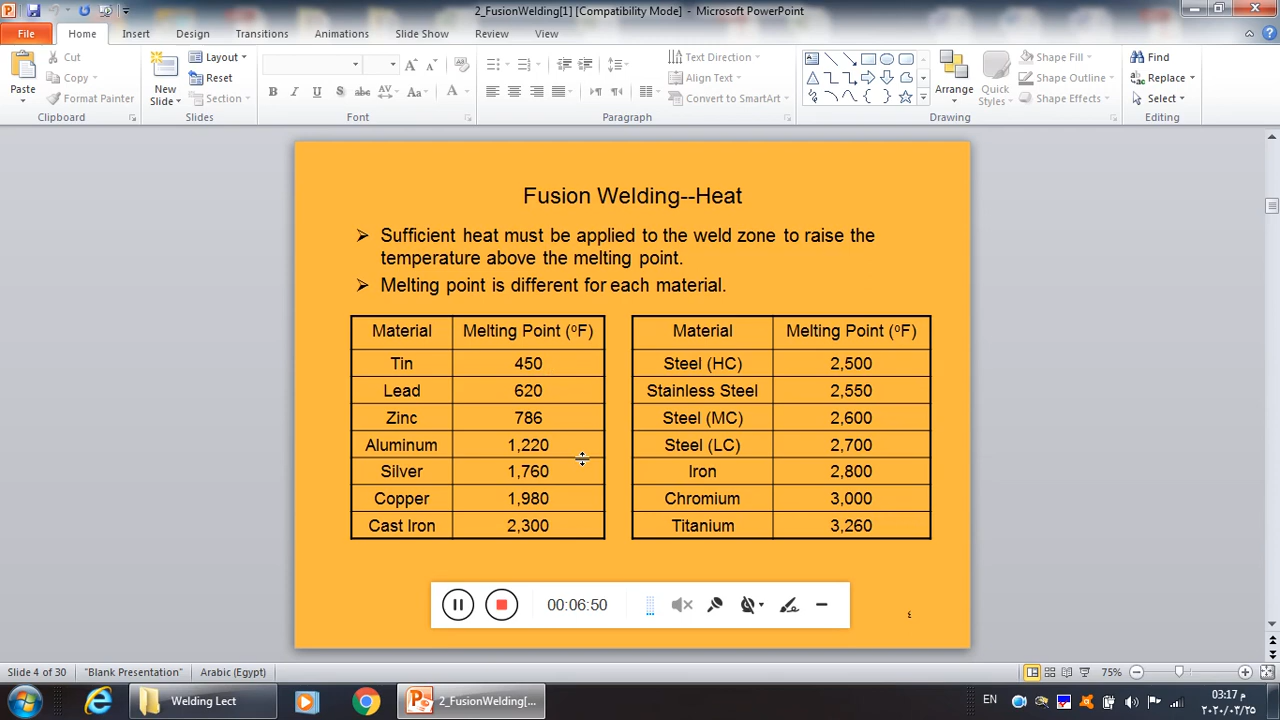 2_FusionWelding[1] [Compatibility Mode] - Microsoft PowerPoint
File Home Insert Design Transitions Animations Slide Show Review View
Paste Cut Copy Format Painter Clipboard
New Slide Layout Reset Section Slides
B I U S abc AV Aa A Font
Text Direction Align Text Convert to SmartArt Paragraph
Arrange Quick Styles Shape Fill Shape Outline Shape Effects Drawing
Find Replace Select Editing
Fusion Welding--Heat
Sufficient heat must be applied to the weld zone to raise the
temperature above the melting point.
Melting point is different for each material.
Material Melting Point (ºF)
Tin 450
Lead 620
Zinc 786
Aluminum 1,220
Silver 1,760
Copper 1,980
Cast Iron 2,300
Material Melting Point (ºF)
Steel (HC) 2,500
Stainless Steel 2,550
Steel (MC) 2,600
Steel (LC) 2,700
Iron 2,800
Chromium 3,000
Titanium 3,260
00:06:50
٤
Slide 4 of 30 "Blank Presentation" Arabic (Egypt) 75%
Welding Lect 2_FusionWelding[... EN
03:17 م
٢٠٢٠/٠٣/٢٥